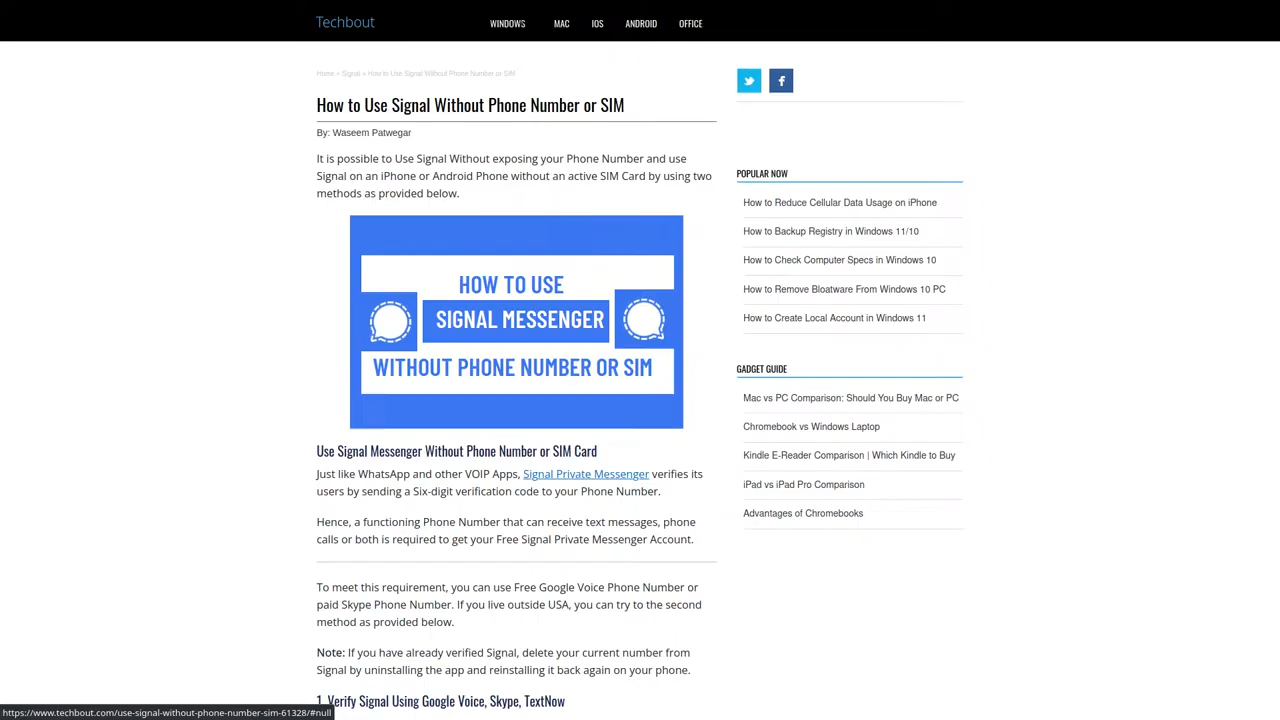 Techbout
WINDOWS MAC IOS ANDROID OFFICE
Home » Signal » How to Use Signal Without Phone Number or SIM
How to Use Signal Without Phone Number or SIM
By: Waseem Patwegar
It is possible to Use Signal Without exposing your Phone Number and use
Signal on an iPhone or Android Phone without an active SIM Card by using two
methods as provided below.
HOW TO USE
SIGNAL MESSENGER
WITHOUT PHONE NUMBER OR SIM
Use Signal Messenger Without Phone Number or SIM Card
Just like WhatsApp and other VOIP Apps, Signal Private Messenger verifies its
users by sending a Six-digit verification code to your Phone Number.
Hence, a functioning Phone Number that can receive text messages, phone
calls or both is required to get your Free Signal Private Messenger Account.
To meet this requirement, you can use Free Google Voice Phone Number or
paid Skype Phone Number. If you live outside USA, you can try to the second
method as provided below.
Note: If you have already verified Signal, delete your current number from
Signal by uninstalling the app and reinstalling it back again on your phone.
1. Verify Signal Using Google Voice, Skype, TextNow
POPULAR NOW
How to Reduce Cellular Data Usage on iPhone
How to Backup Registry in Windows 11/10
How to Check Computer Specs in Windows 10
How to Remove Bloatware From Windows 10 PC
How to Create Local Account in Windows 11
GADGET GUIDE
Mac vs PC Comparison: Should You Buy Mac or PC
Chromebook vs Windows Laptop
Kindle E-Reader Comparison | Which Kindle to Buy
iPad vs iPad Pro Comparison
Advantages of Chromebooks
https://www.techbout.com/use-signal-without-phone-number-sim-61328/#null